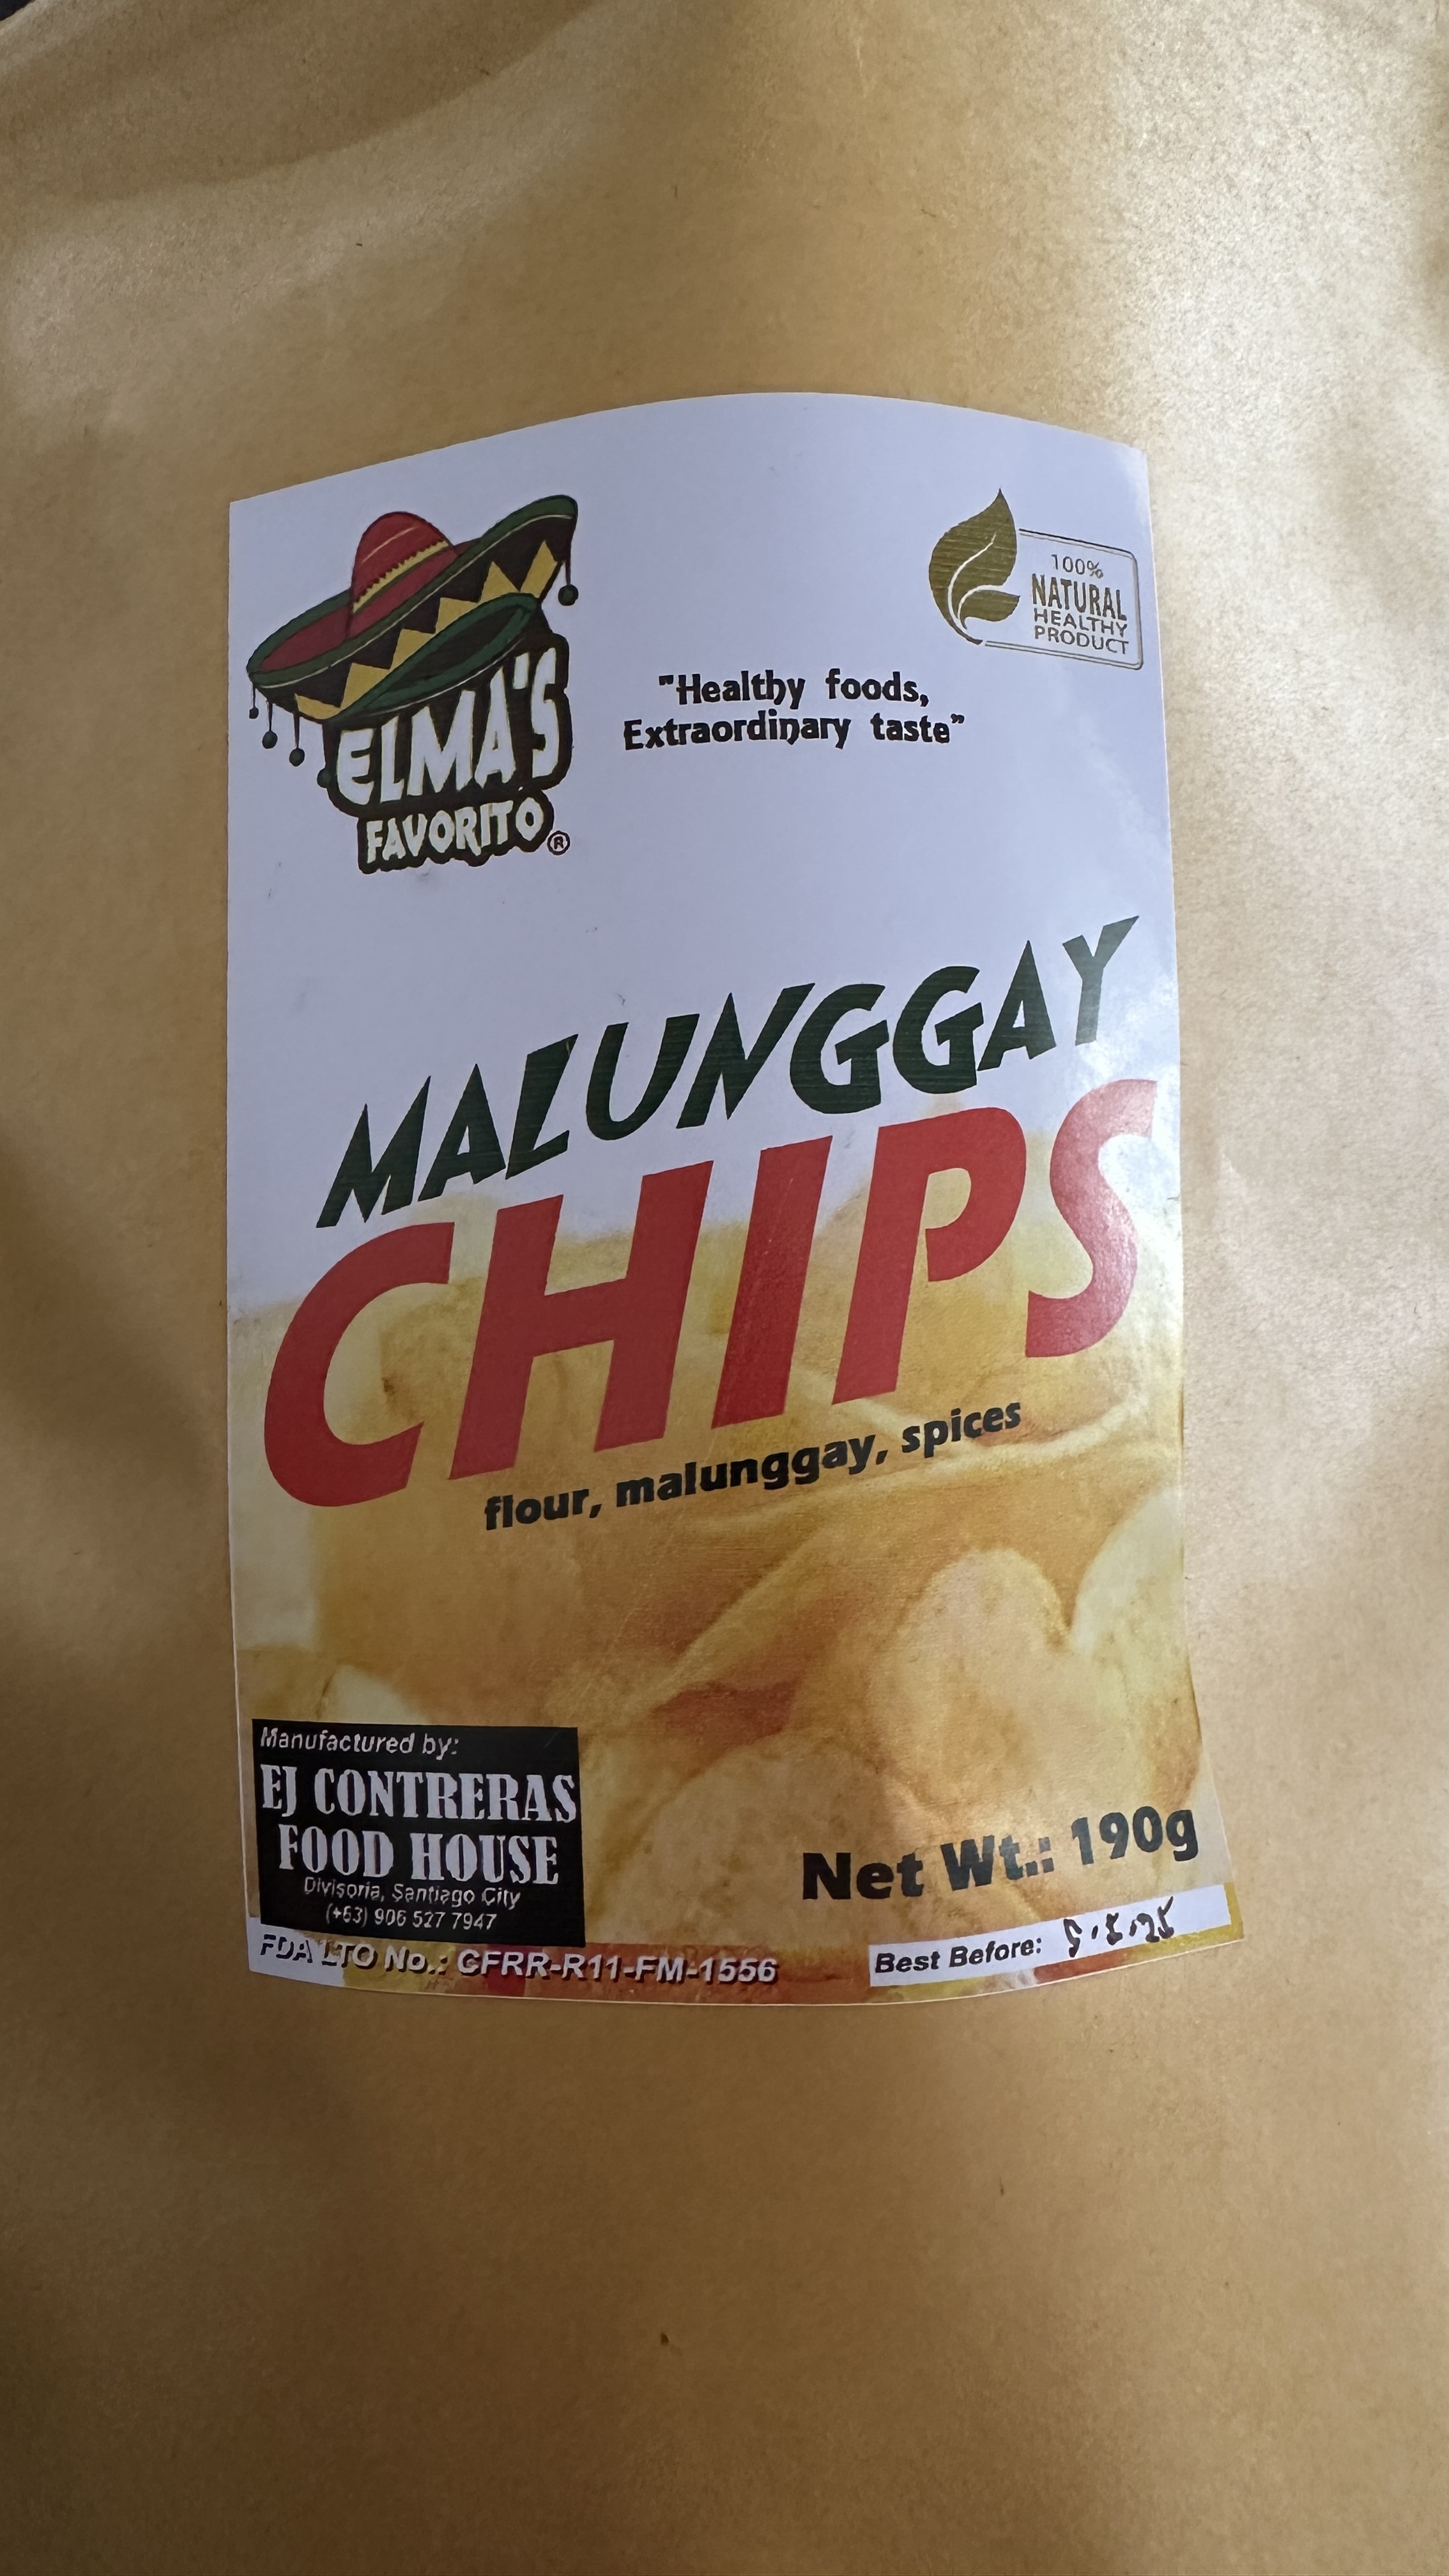 ELMA'S
FAVORITO®
100%
NATURAL
HEALTHY
PRODUCT
"Healthy foods,
Extraordinary taste"
MALUNGGAY
CHIPS
flour, malunggay, spices
Manufactured by:
EJ CONTRERAS
FOOD HOUSE
Divisoria, Santiago City
(+63) 906 527 7947
Net Wt.: 190g
FDA LTO No.: CFRR-R11-FM-1556
Best Before: